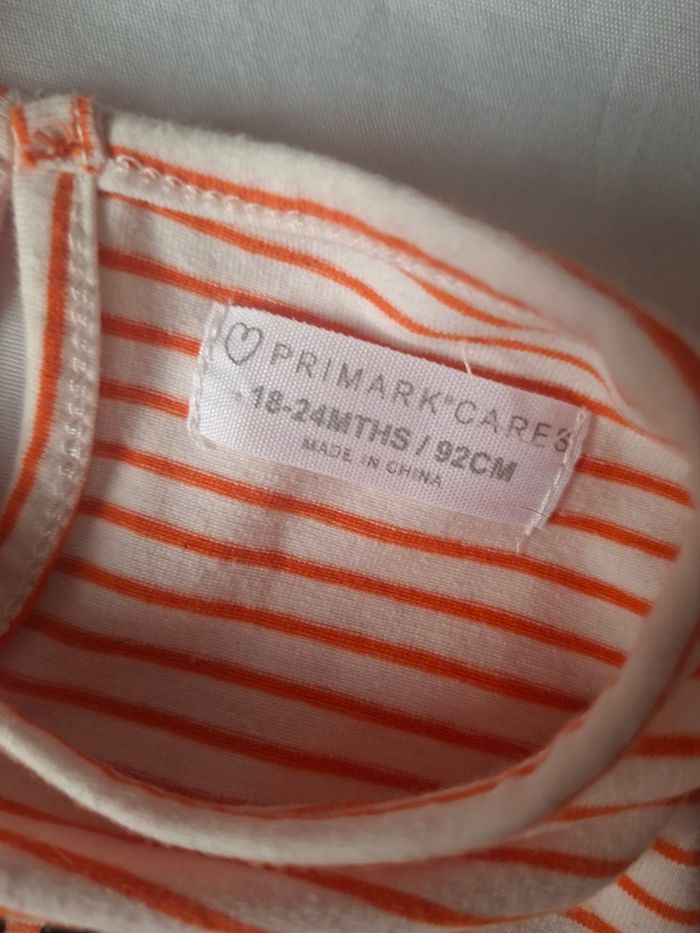 PRIMARK®CARES
18-24MTHS / 92CM
MADE IN CHINA